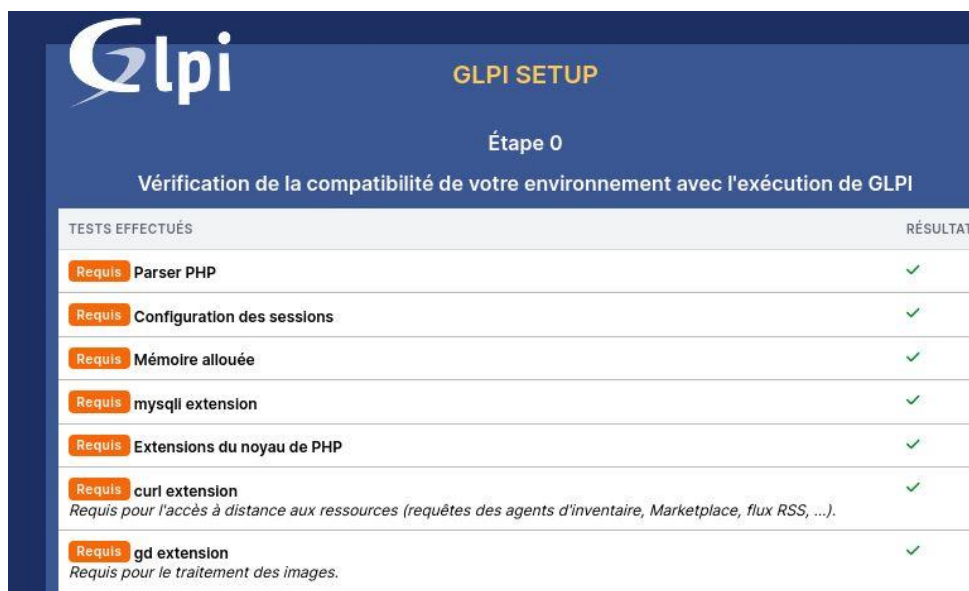 Glpi
GLPI SETUP
Étape 0
Vérification de la compatibilité de votre environnement avec l'exécution de GLPI
TESTS EFFECTUÉS RÉSULTAT
Requis Parser PHP
Requis Configuration des sessions
Requis Mémoire allouée
Requis mysqli extension
Requis Extensions du noyau de PHP
Requis curl extension
Requis pour l'accès à distance aux ressources (requêtes des agents d'inventaire, Marketplace, flux RSS, ...).
Requis gd extension
Requis pour le traitement des images.